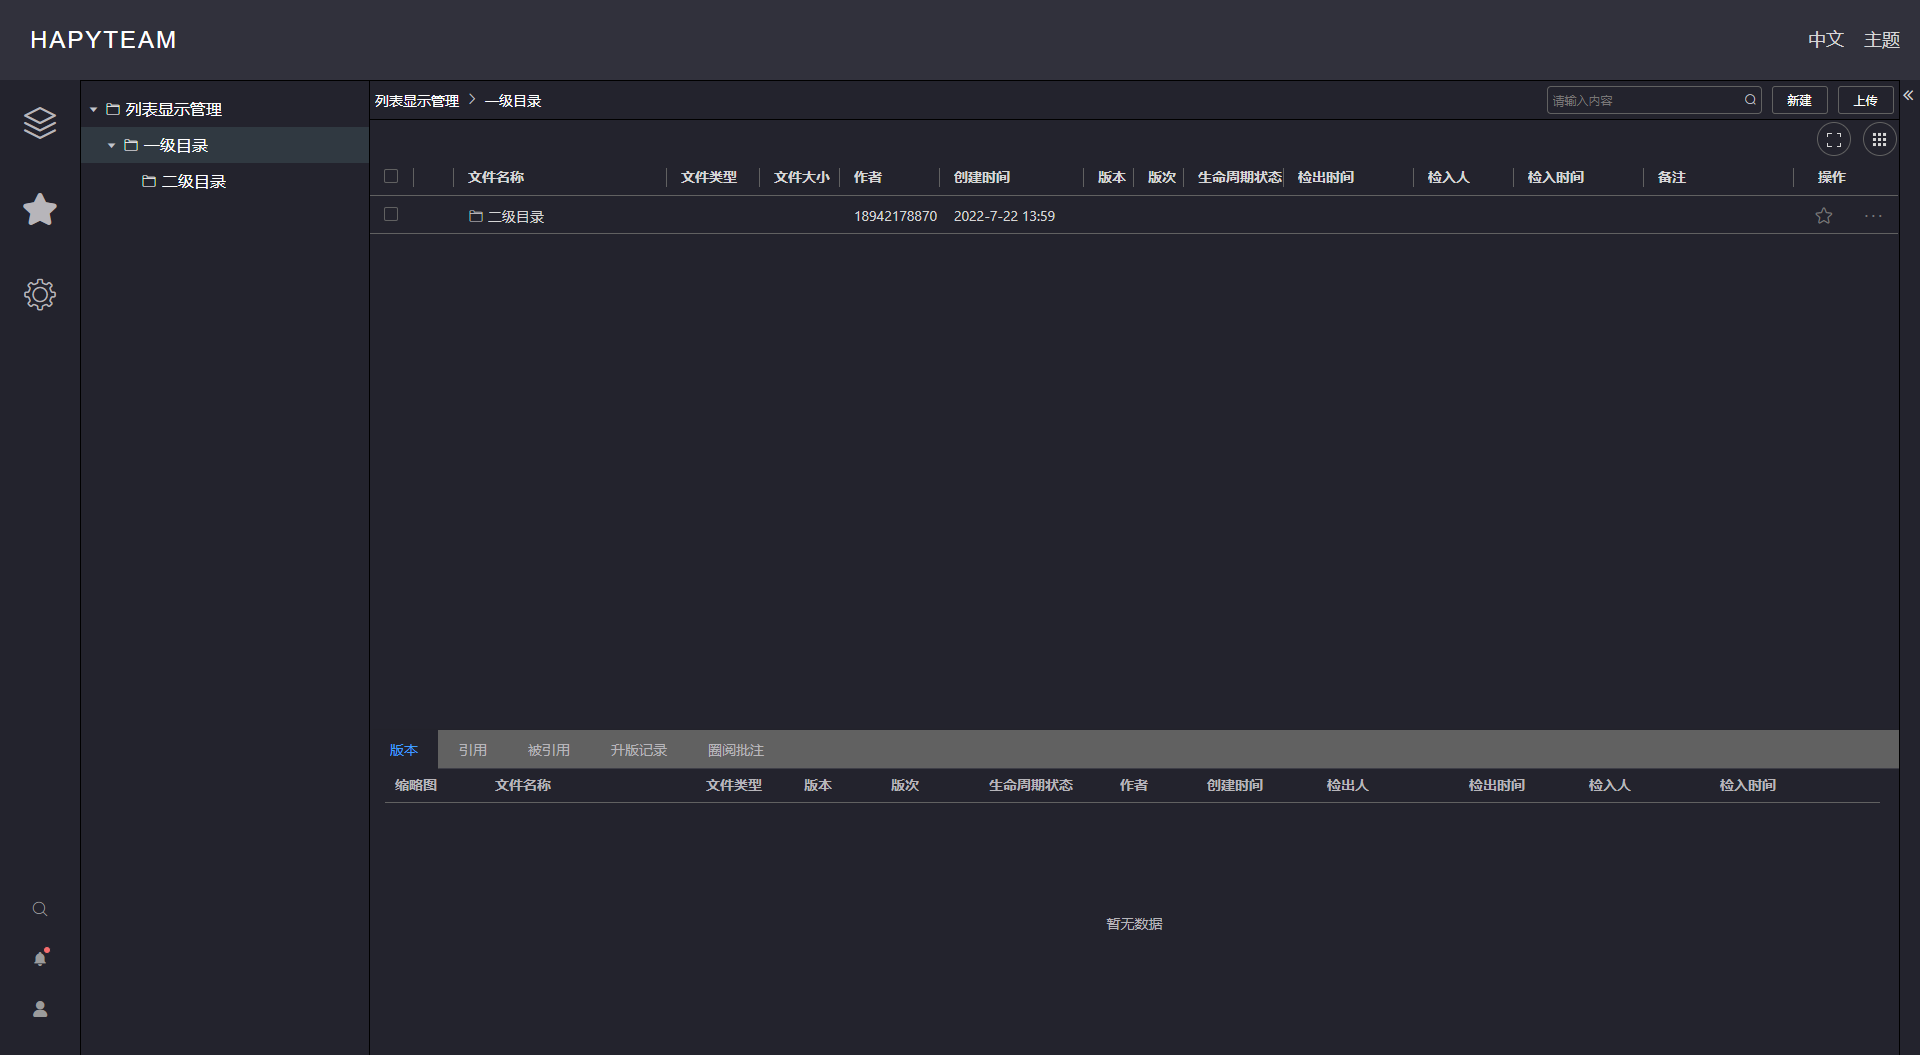 HAPYTEAM
中文 主题
列表显示管理
一级目录
二级目录
列表显示管理 > 一级目录
请输入内容
新建
上传
文件名称 文件类型 文件大小 作者 创建时间 版本 版次 生命周期状态 检出时间 检入人 检入时间 备注 操作
二级目录 18942178870 2022-7-22 13:59
版本 引用 被引用 升版记录 圈阅批注
缩略图 文件名称 文件类型 版本 版次 生命周期状态 作者 创建时间 检出人 检出时间 检入人 检入时间
暂无数据